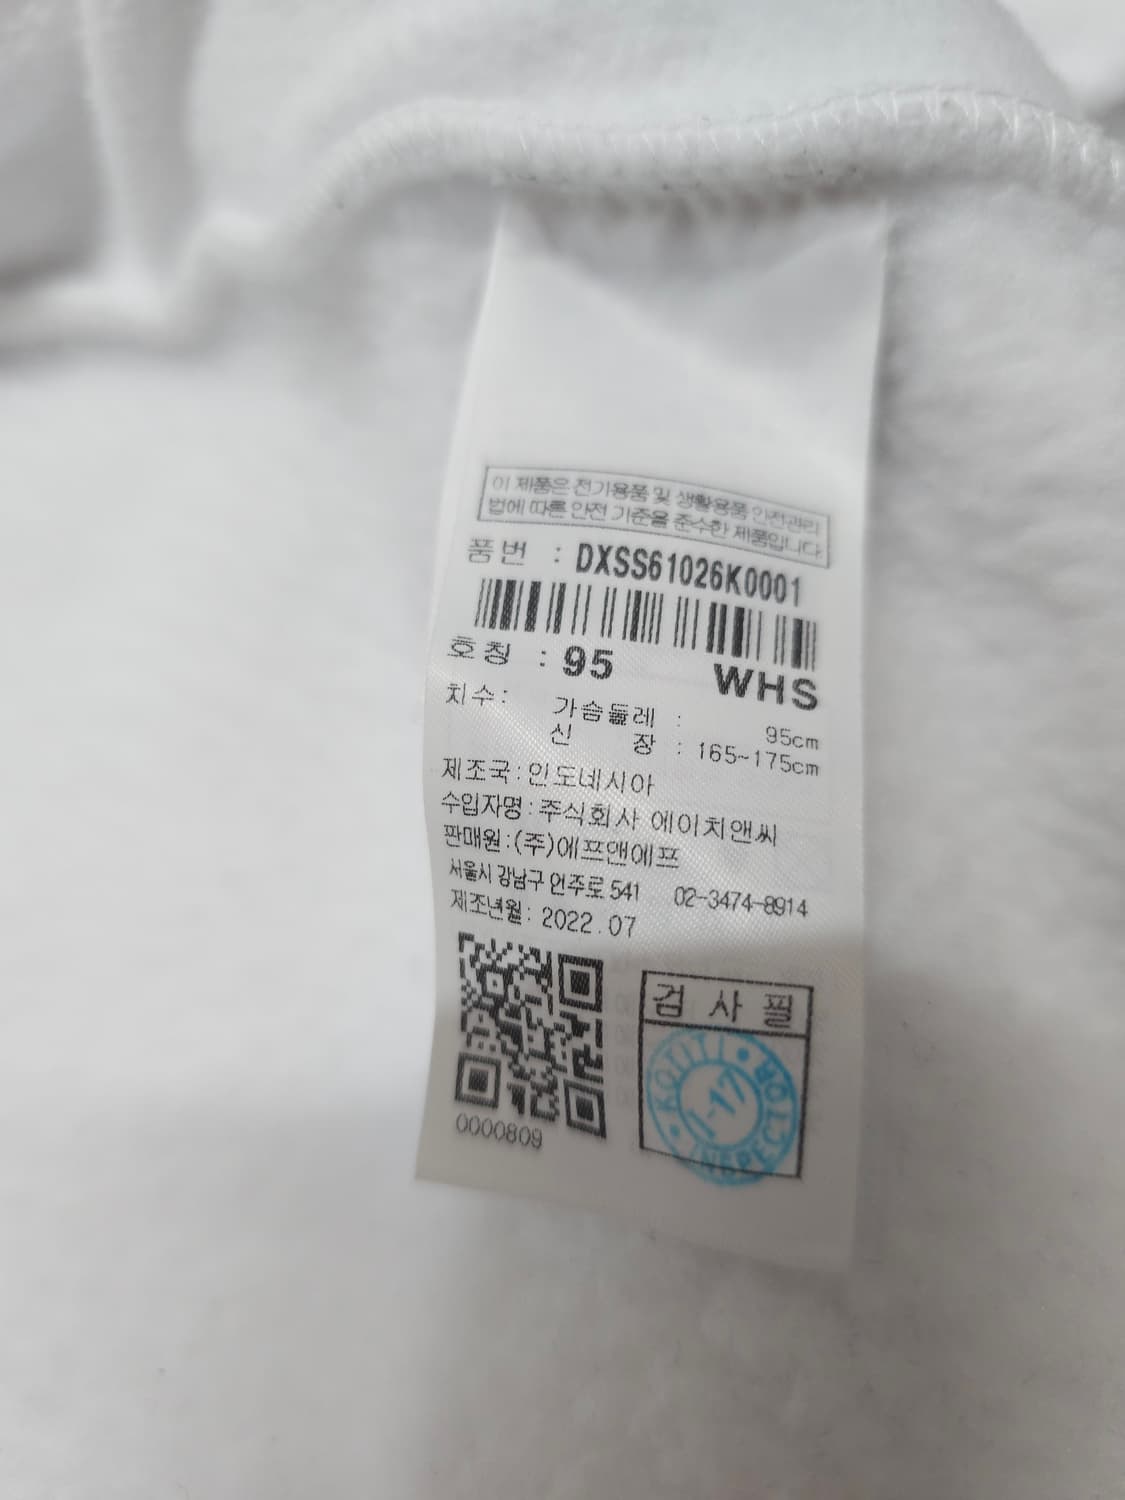 이 제품은 전기용품 및 생활용품 안전관리
법에 따른 안전 기준을 준수한 제품입니다.
품번 : DXSS61026K0001
호칭 : 95 WHS
치수: 가슴둘레 : 95cm
신 장 : 165~175cm
제조국: 인도네시아
수입자명: 주식회사 에이치앤씨
판매원:(주)에프앤에프
서울시 강남구 언주로 541 02-3474-8914
제조년월: 2022.07
0000809
검사필
KOTITI
1-17
INSPECTOR